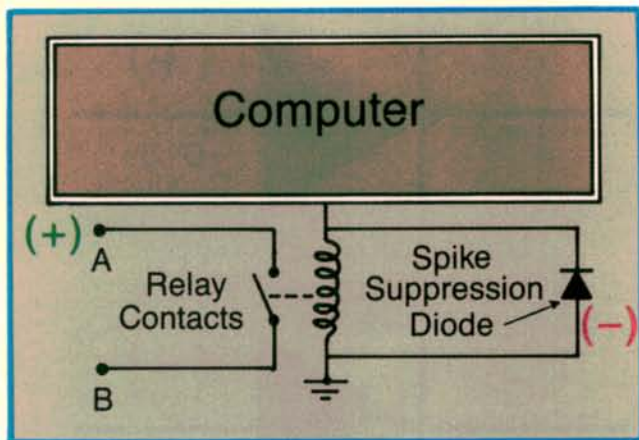 Computer
(+)
A
Relay
Contacts
B
Spike
Suppression
Diode
(−)